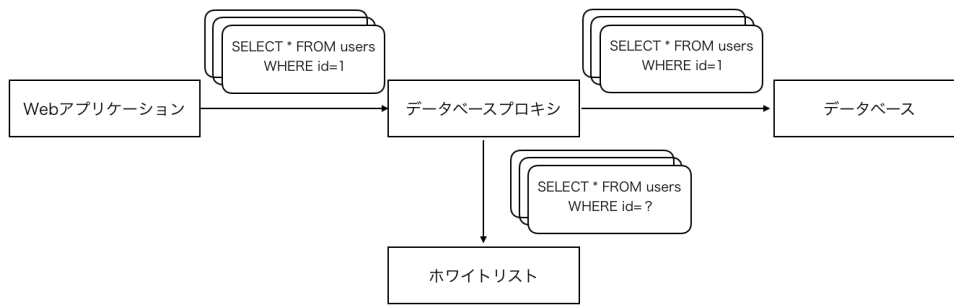 SELECT * FROM users
WHERE id=1
SELECT * FROM users
WHERE id=1
Webアプリケーション
データベースプロキシ
データベース
SELECT * FROM users
WHERE id=？
ホワイトリスト